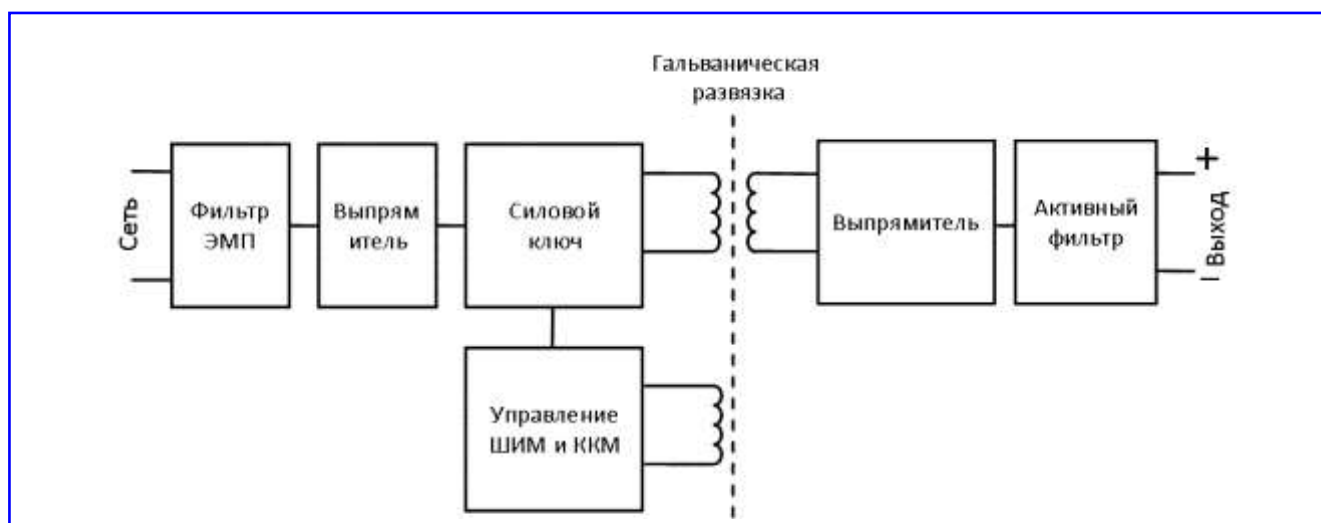 Гальваническая
развязка
Сеть
Фильтр
ЭМП
Выпрям
итель
Силовой
ключ
Выпрямитель
Активный
фильтр
+
Выход
–
Управление
ШИМ и ККМ